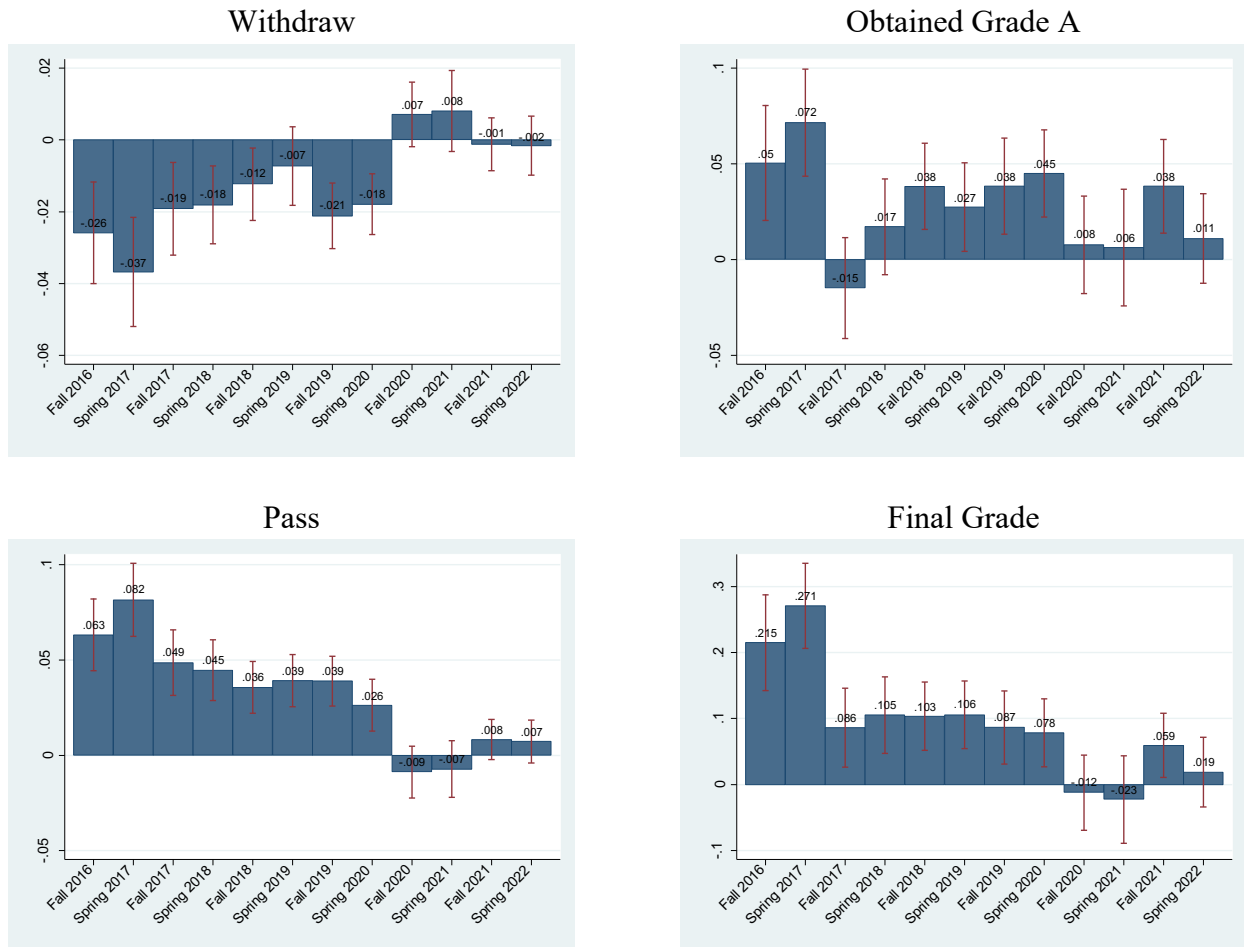 Withdraw
.02
0
-.02
-.04
-.06
-.026
-.037
-.019
-.018
-.012
-.007
-.021
-.018
.007
.008
-.001
-.002
Fall 2016
Spring 2017
Fall 2017
Spring 2018
Fall 2018
Spring 2019
Fall 2019
Spring 2020
Fall 2020
Spring 2021
Fall 2021
Spring 2022
Obtained Grade A
.1
.05
0
-.05
.05
.072
-.015
.017
.038
.027
.038
.045
.008
.006
.038
.011
Fall 2016
Spring 2017
Fall 2017
Spring 2018
Fall 2018
Spring 2019
Fall 2019
Spring 2020
Fall 2020
Spring 2021
Fall 2021
Spring 2022
Pass
.1
.05
0
-.05
.063
.082
.049
.045
.036
.039
.039
.026
-.009
-.007
.008
.007
Fall 2016
Spring 2017
Fall 2017
Spring 2018
Fall 2018
Spring 2019
Fall 2019
Spring 2020
Fall 2020
Spring 2021
Fall 2021
Spring 2022
Final Grade
.3
.2
.1
0
-.1
.215
.271
.086
.105
.103
.106
.087
.078
-.012
-.023
.059
.019
Fall 2016
Spring 2017
Fall 2017
Spring 2018
Fall 2018
Spring 2019
Fall 2019
Spring 2020
Fall 2020
Spring 2021
Fall 2021
Spring 2022